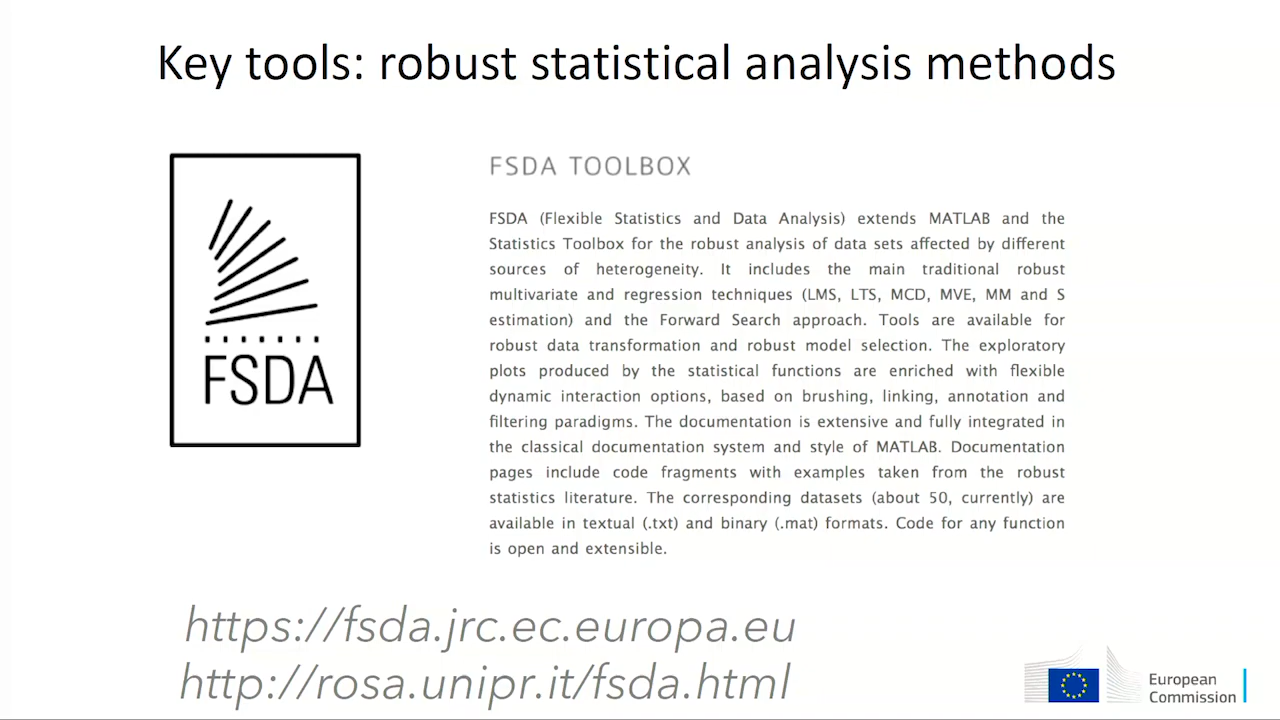 Key tools: robust statistical analysis methods
FSDA
FSDA TOOLBOX
FSDA (Flexible Statistics and Data Analysis) extends MATLAB and the
Statistics Toolbox for the robust analysis of data sets affected by different
sources of heterogeneity. It includes the main traditional robust
multivariate and regression techniques (LMS, LTS, MCD, MVE, MM and S
estimation) and the Forward Search approach. Tools are available for
robust data transformation and robust model selection. The exploratory
plots produced by the statistical functions are enriched with flexible
dynamic interaction options, based on brushing, linking, annotation and
filtering paradigms. The documentation is extensive and fully integrated in
the classical documentation system and style of MATLAB. Documentation
pages include code fragments with examples taken from the robust
statistics literature. The corresponding datasets (about 50, currently) are
available in textual (.txt) and binary (.mat) formats. Code for any function
is open and extensible.
https://fsda.jrc.ec.europa.eu
http://rosa.unipr.it/fsda.html
European
Commission